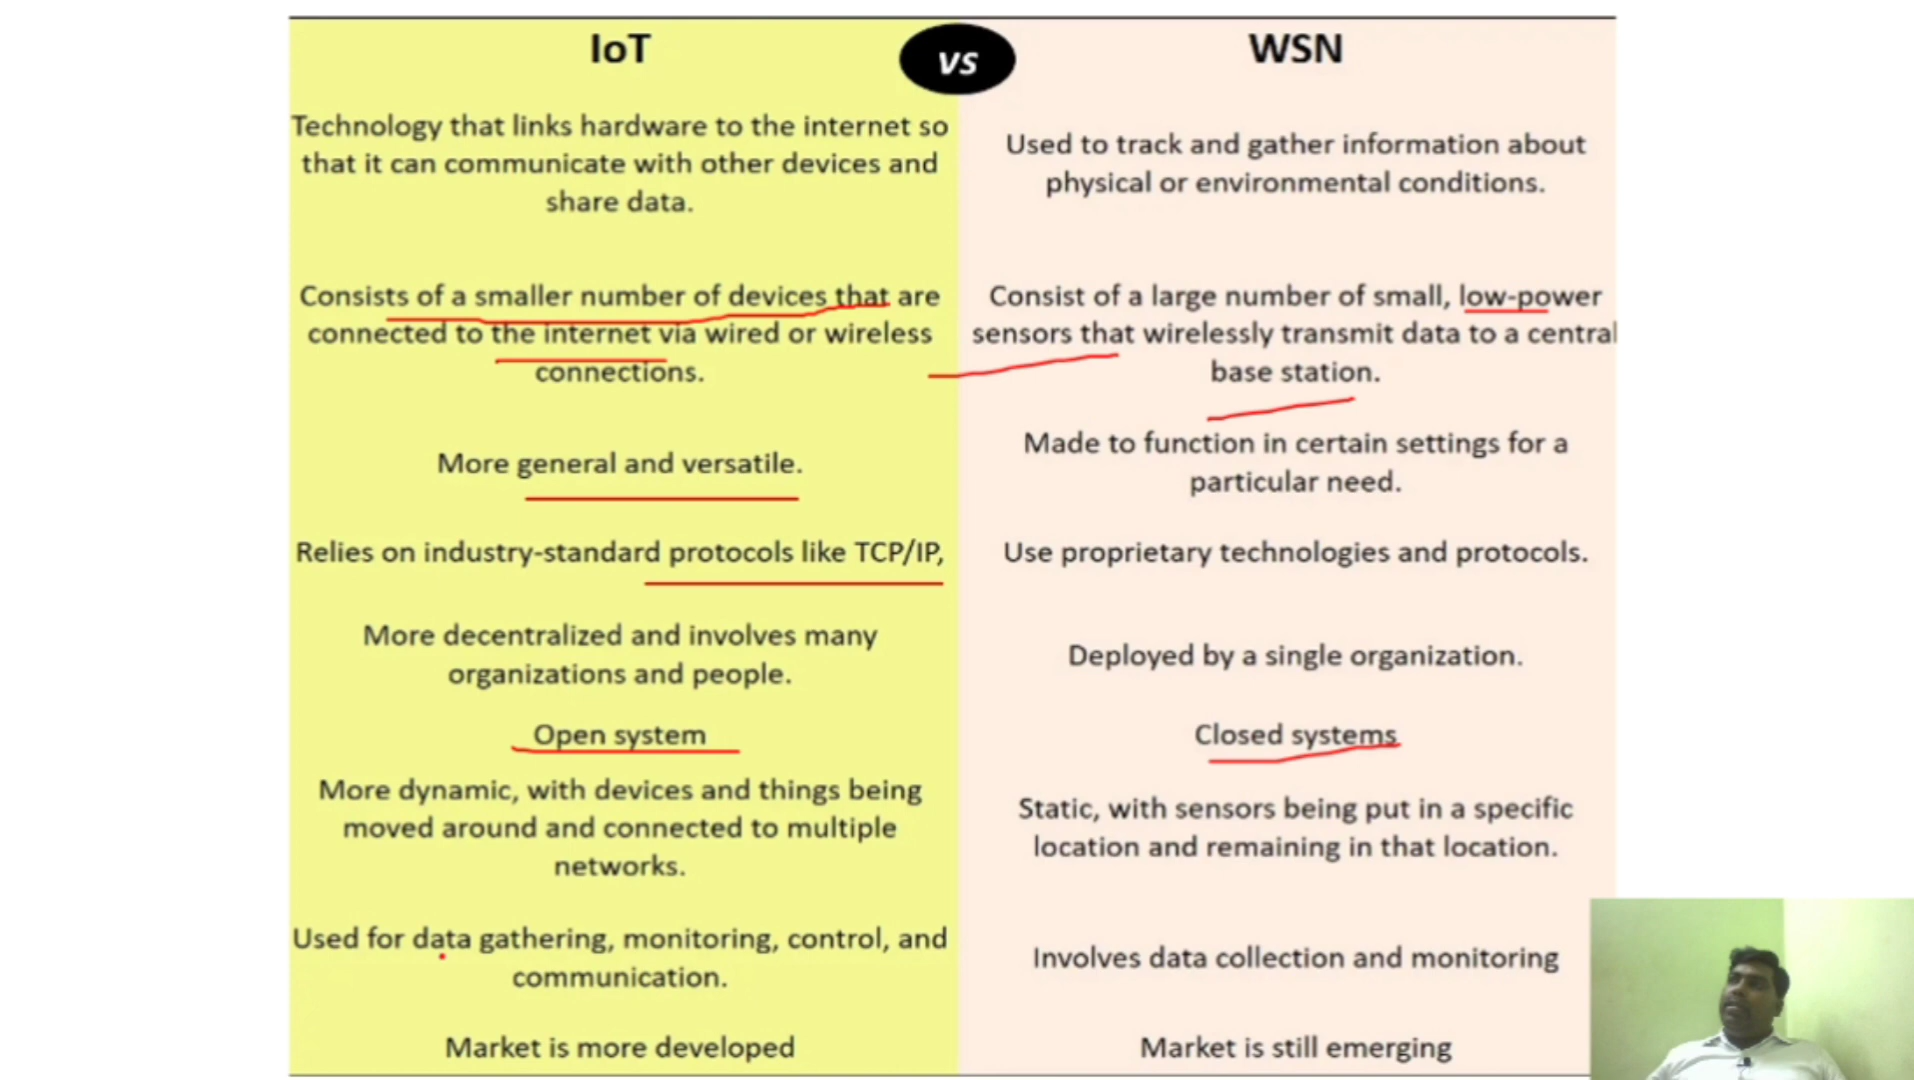 IoT
vs
WSN
Technology that links hardware to the internet so
that it can communicate with other devices and
share data.
Used to track and gather information about
physical or environmental conditions.
Consists of a smaller number of devices that are
connected to the internet via wired or wireless
connections.
Consist of a large number of small, low-power
sensors that wirelessly transmit data to a central
base station.
More general and versatile.
Made to function in certain settings for a
particular need.
Relies on industry-standard protocols like TCP/IP,
Use proprietary technologies and protocols.
More decentralized and involves many
organizations and people.
Deployed by a single organization.
Open system
Closed systems
More dynamic, with devices and things being
moved around and connected to multiple
networks.
Static, with sensors being put in a specific
location and remaining in that location.
Used for data gathering, monitoring, control, and
communication.
Involves data collection and monitoring
Market is more developed
Market is still emerging